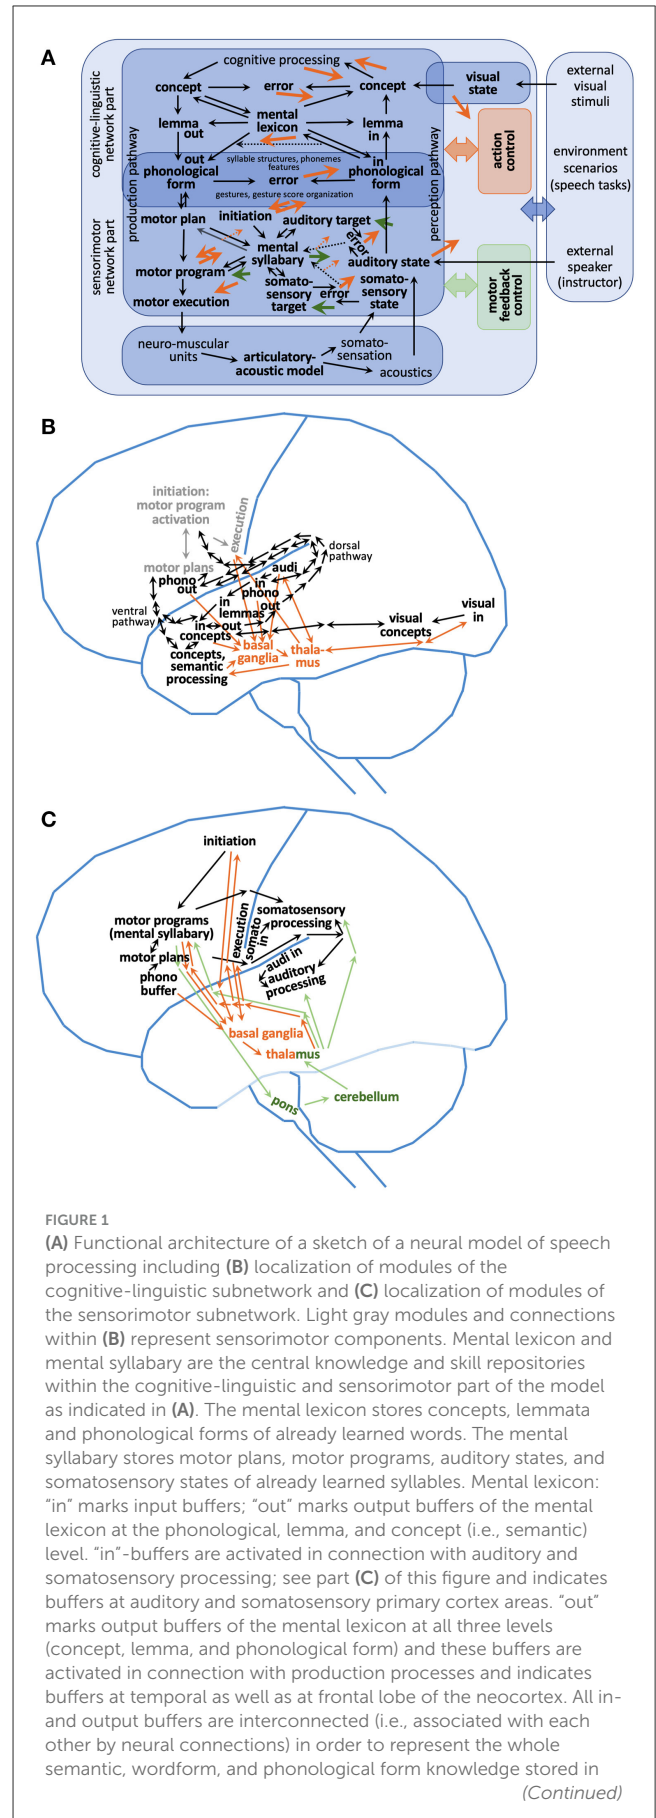 A
cognitive-linguistic
network part
sensorimotor
network part
production pathway
perception pathway
cognitive processing
concept
error
concept
lemma
out
mental
lexicon
lemma
in
out
phonological
form
syllable structures, phonemes
features
error
in
phonological
form
gestures, gesture score organization
motor plan
initiation
auditory target
mental
syllabary
error
auditory state
motor program
somato-
sensory
target
error
somato-
sensory
state
motor execution
neuro-muscular
units
articulatory-
acoustic model
somato-
sensation
acoustics
visual
state
action
control
motor
feedback
control
external
visual
stimuli
environment
scenarios
(speech tasks)
external
speaker
(instructor)
B
initiation:
motor program
activation
execution
motor plans
phono
out
dorsal
pathway
audi
in
phono
out
in
lemmas
out
in
concepts
ventral
pathway
concepts,
semantic
processing
basal
ganglia
thala-
mus
visual
concepts
visual
in
C
initiation
motor programs
(mental syllabary)
motor plans
phono
buffer
execution
somato
in
somatosensory
processing
audi in
auditory
processing
basal ganglia
thalamus
pons
cerebellum
FIGURE 1
(A) Functional architecture of a sketch of a neural model of speech
processing including (B) localization of modules of the
cognitive-linguistic subnetwork and (C) localization of modules of
the sensorimotor subnetwork. Light gray modules and connections
within (B) represent sensorimotor components. Mental lexicon and
mental syllabary are the central knowledge and skill repositories
within the cognitive-linguistic and sensorimotor part of the model
as indicated in (A). The mental lexicon stores concepts, lemmata
and phonological forms of already learned words. The mental
syllabary stores motor plans, motor programs, auditory states, and
somatosensory states of already learned syllables. Mental lexicon:
"in" marks input buffers; "out" marks output buffers of the mental
lexicon at the phonological, lemma, and concept (i.e., semantic)
level. "in"-buffers are activated in connection with auditory and
somatosensory processing; see part (C) of this figure and indicates
buffers at auditory and somatosensory primary cortex areas. "out"
marks output buffers of the mental lexicon at all three levels
(concept, lemma, and phonological form) and these buffers are
activated in connection with production processes and indicates
buffers at temporal as well as at frontal lobe of the neocortex. All in-
and output buffers are interconnected (i.e., associated with each
other by neural connections) in order to represent the whole
semantic, wordform, and phonological form knowledge stored in
(Continued)